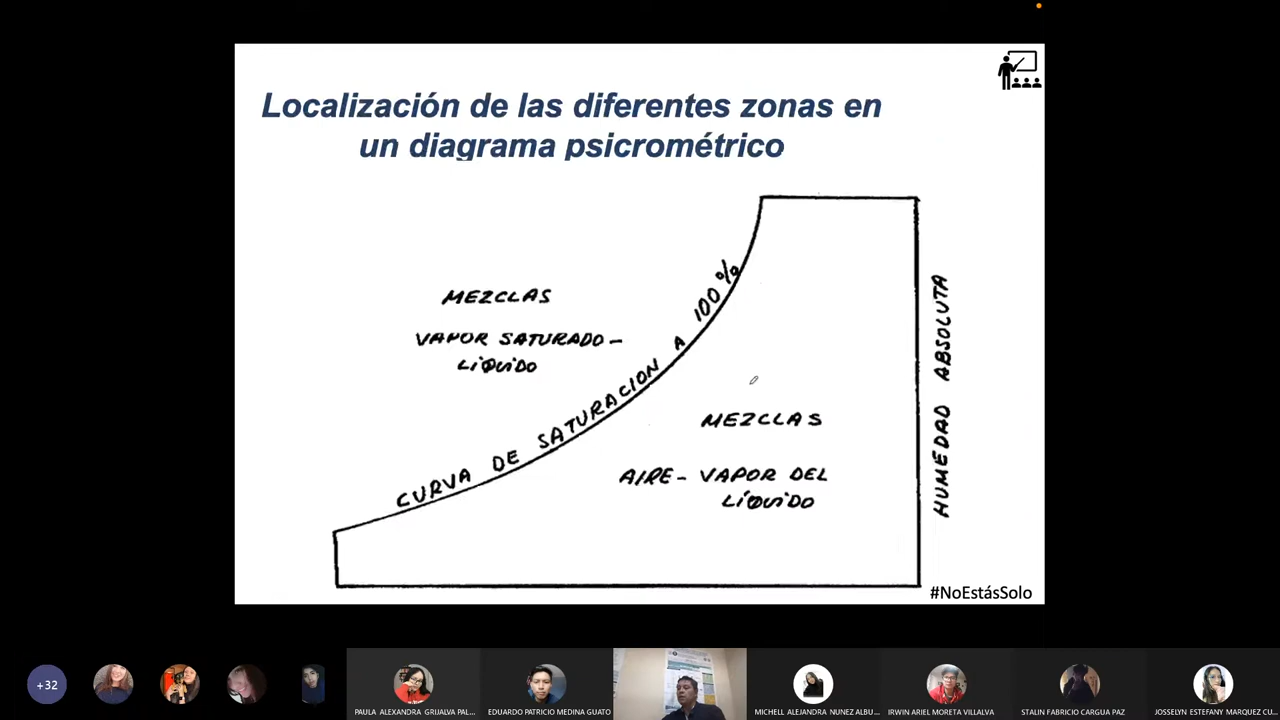 Localización de las diferentes zonas en
un diagrama psicrométrico
MEZCLAS
VAPOR SATURADO-
LÍQUIDO
CURVA DE SATURACION A 100%
MEZCLAS
AIRE- VAPOR DEL
LÍQUIDO
HUMEDAD ABSOLUTA
#NoEstásSolo
+32
PAULA ALEXANDRA GRIJALVA PAL...
EDUARDO PATRICIO MEDINA GUATO
MICHELL ALEJANDRA NUNEZ ALBU...
IRWIN ARIEL MORETA VILLALVA
STALIN FABRICIO CARGUA PAZ
JOSSELYN ESTEFANY MARQUEZ CU...